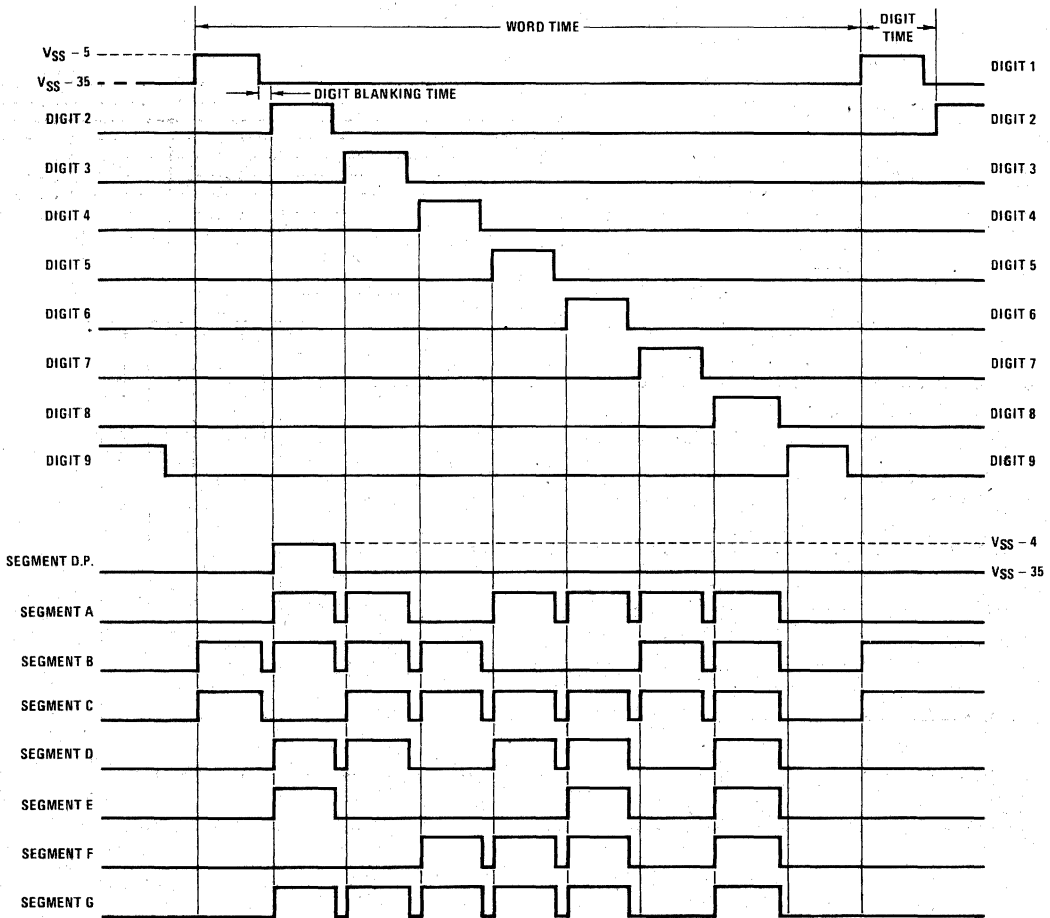 WORD TIME
DIGIT
TIME
VSS – 5
DIGIT 1
VSS – 35
DIGIT BLANKING TIME
DIGIT 2
DIGIT 2
DIGIT 3
DIGIT 3
DIGIT 4
DIGIT 4
DIGIT 5
DIGIT 5
DIGIT 6
DIGIT 6
DIGIT 7
DIGIT 7
DIGIT 8
DIGIT 8
DIGIT 9
DIGIT 9
VSS – 4
SEGMENT D.P.
VSS – 35
SEGMENT A
SEGMENT B
SEGMENT C
SEGMENT D
SEGMENT E
SEGMENT F
SEGMENT G